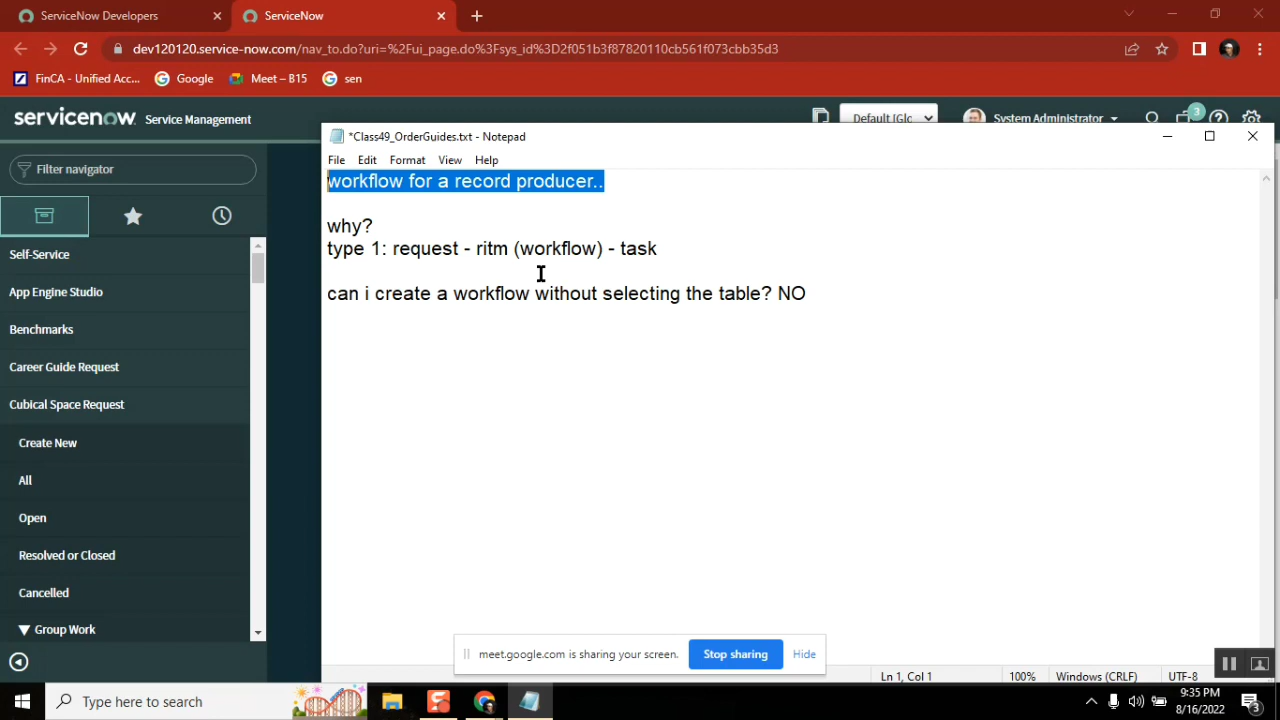 ServiceNow Developers
ServiceNow
dev120120.service-now.com/nav_to.do?uri=%2Fui_page.do%3Fsys_id%3D2f051b3f87820110cb561f073cbb35d3
FinCA - Unified Acc...
Google
Meet – B15
sen
servicenow
Service Management
Default [Glc
System Administrator
3
*Class49_OrderGuides.txt - Notepad
File Edit Format View Help
Filter navigator
workflow for a record producer..
why?
type 1: request - ritm (workflow) - task
can i create a workflow without selecting the table? NO
Self-Service
App Engine Studio
Benchmarks
Career Guide Request
Cubical Space Request
Create New
All
Open
Resolved or Closed
Cancelled
Group Work
meet.google.com is sharing your screen.
Stop sharing
Hide
Ln 1, Col 1
100%
Windows (CRLF)
UTF-8
Type here to search
9:35 PM
8/16/2022
3